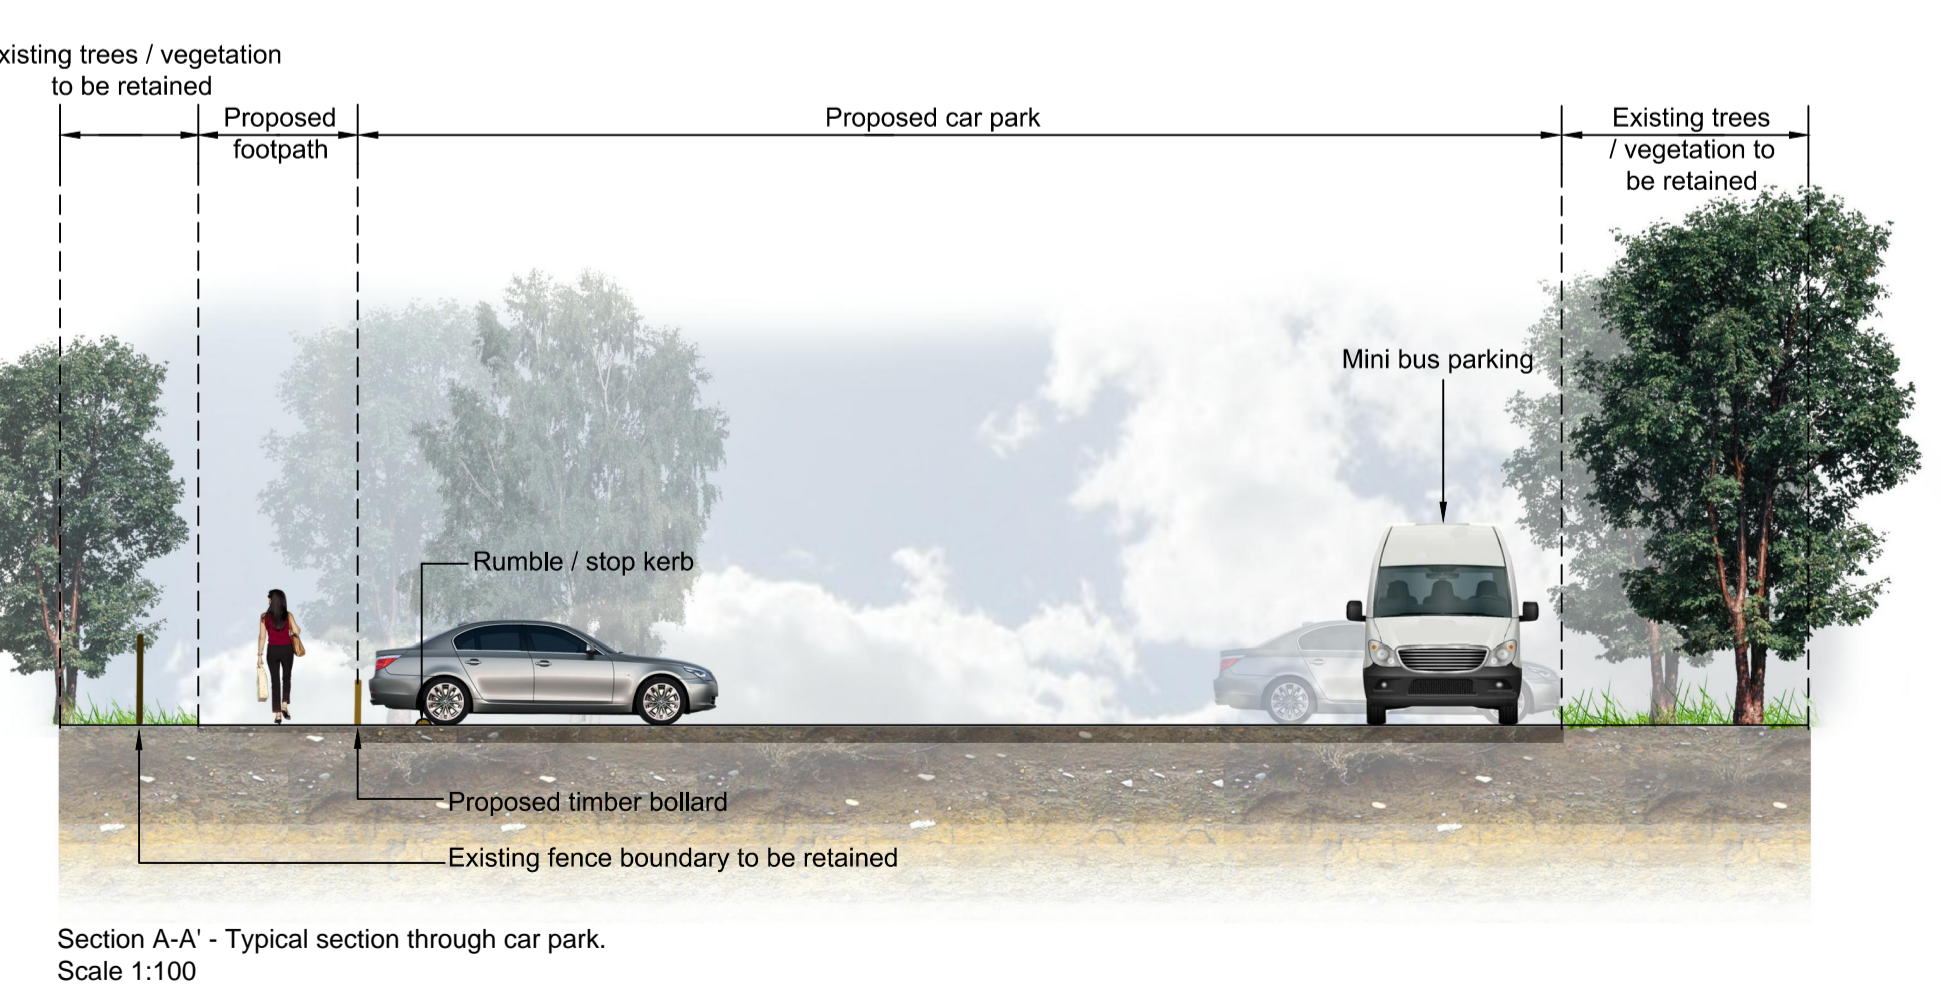 xisting trees / vegetation
to be retained
Proposed
footpath
Proposed car park
Existing trees
/ vegetation to
be retained
Mini bus parking
Rumble / stop kerb
Proposed timber bollard
Existing fence boundary to be retained
Section A-A' - Typical section through car park.
Scale 1:100